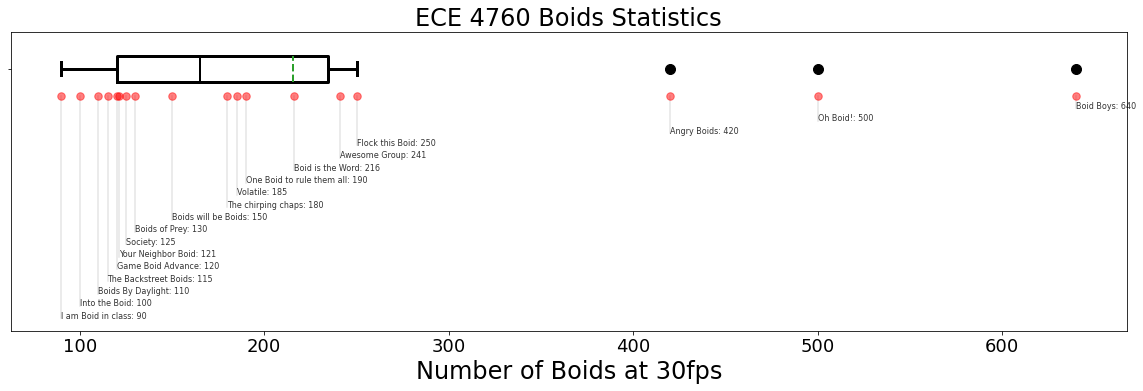 ECE 4760 Boids Statistics
Boid Boys: 640
Oh Boid!: 500
Angry Boids: 420
Flock this Boid: 250
Awesome Group: 241
Boid is the Word: 216
One Boid to rule them all: 190
Volatile: 185
The chirping chaps: 180
Boids will be Boids: 150
Boids of Prey: 130
Society: 125
Your Neighbor Boid: 121
Game Boid Advance: 120
The Backstreet Boids: 115
Boids By Daylight: 110
Into the Boid: 100
I am Boid in class: 90
100 200 300 400 500 600
Number of Boids at 30fps